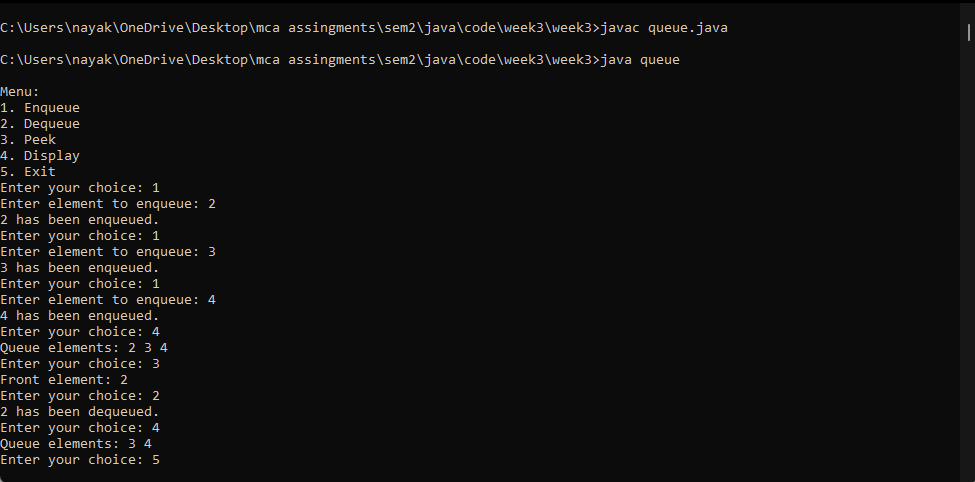 C:\Users\nayak\OneDrive\Desktop\mca assingments\sem2\java\code\week3\week3>javac queue.java
C:\Users\nayak\OneDrive\Desktop\mca assingments\sem2\java\code\week3\week3>java queue
Menu:
1. Enqueue
2. Dequeue
3. Peek
4. Display
5. Exit
Enter your choice: 1
Enter element to enqueue: 2
2 has been enqueued.
Enter your choice: 1
Enter element to enqueue: 3
3 has been enqueued.
Enter your choice: 1
Enter element to enqueue: 4
4 has been enqueued.
Enter your choice: 4
Queue elements: 2 3 4
Enter your choice: 3
Front element: 2
Enter your choice: 2
2 has been dequeued.
Enter your choice: 4
Queue elements: 3 4
Enter your choice: 5